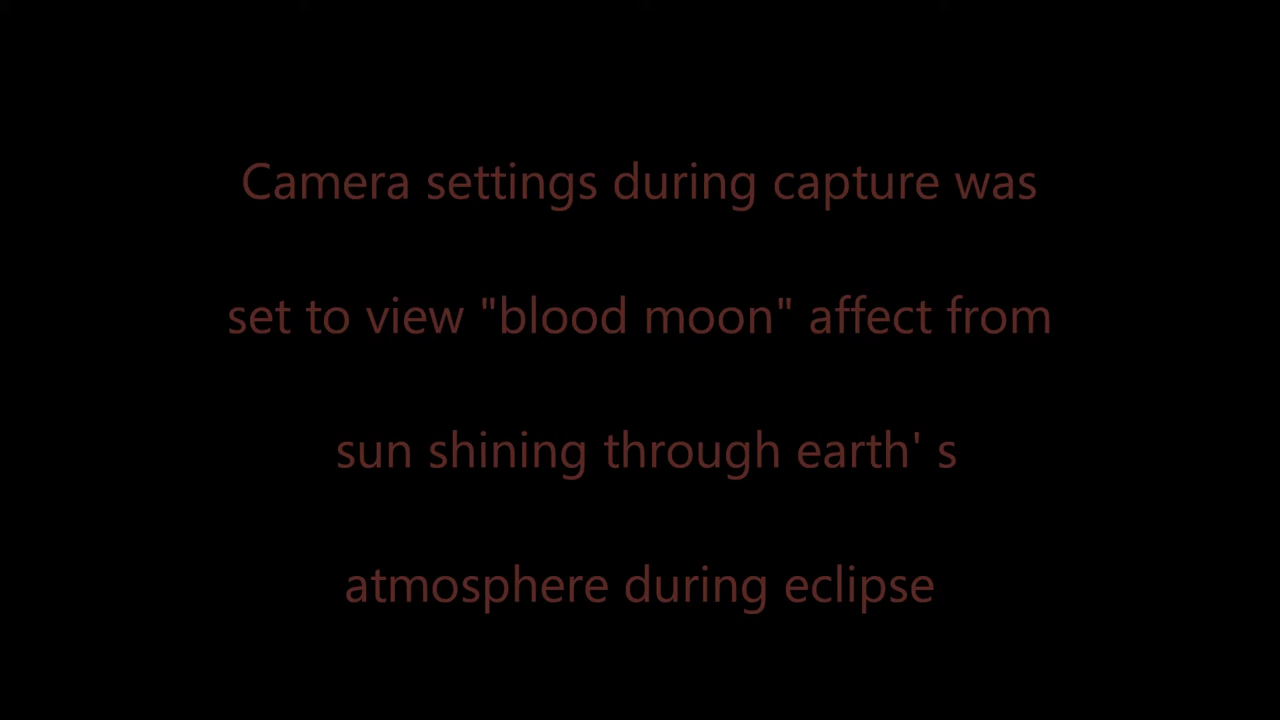 Camera settings during capture was
set to view "blood moon" affect from
sun shining through earth' s
atmosphere during eclipse